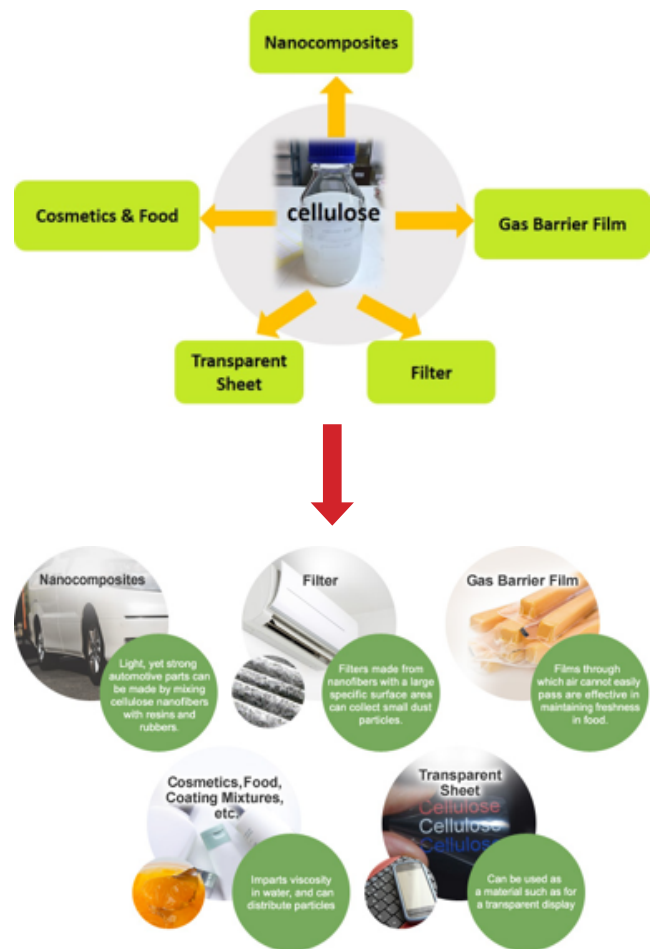 Nanocomposites
Cosmetics & Food
cellulose
Gas Barrier Film
Transparent
Sheet
Filter
Nanocomposites
Light, yet strong
automotive parts can
be made by mixing
cellulose nanofibers
with resins and
rubbers.
Filter
Filters made from
nanofibers with a large
specific surface area
can collect small dust
particles.
Gas Barrier Film
Films through
which air cannot easily
pass are effective in
maintaining freshness
in food.
Cosmetics,Food,
Coating Mixtures,
etc.
Imparts viscosity
in water, and can
distribute particles
Transparent
Sheet
Cellulose
Cellulose
Cellulose
Can be used as
a material such as for
a transparent display